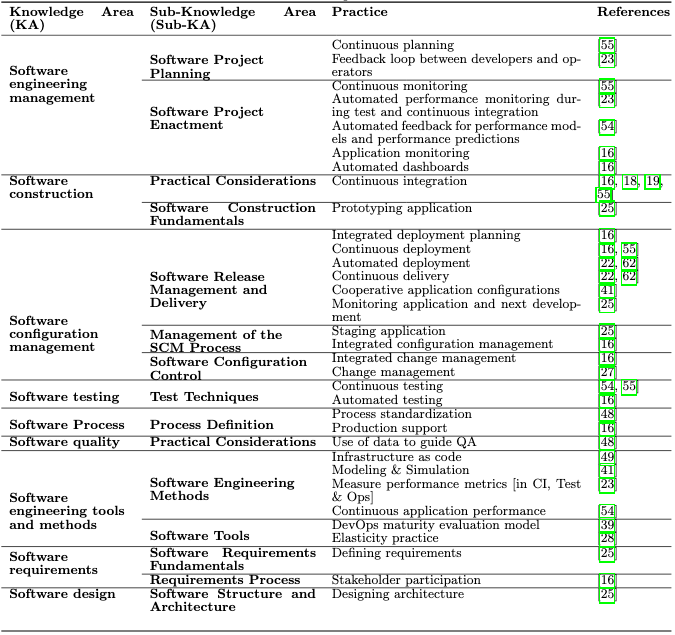 Knowledge Area (KA) Sub-Knowledge Area (Sub-KA) Practice References
Software engineering management
Software Project Planning
Continuous planning [55]
Feedback loop between developers and op-
erators [23]
Software Project Enactment
Continuous monitoring [55]
Automated performance monitoring dur-
ing test and continuous integration [23]
Automated feedback for performance mod-
els and performance predictions [54]
Application monitoring [16]
Automated dashboards [16]
Software construction
Practical Considerations
Continuous integration [16, 18, 19, 55]
Software Construction Fundamentals
Prototyping application [25]
Software configuration management
Software Release Management and Delivery
Integrated deployment planning [16]
Continuous deployment [16, 55]
Automated deployment [22, 62]
Continuous delivery [22, 62]
Cooperative application configurations [41]
Monitoring application and next develop-
ment [25]
Management of the SCM Process
Staging application [25]
Integrated configuration management [16]
Software Configuration Control
Integrated change management [16]
Change management [27]
Software testing
Test Techniques
Continuous testing [54, 55]
Automated testing [16]
Software Process
Process Definition
Process standardization [48]
Production support [16]
Software quality
Practical Considerations
Use of data to guide QA [48]
Software engineering tools and methods
Software Engineering Methods
Infrastructure as code [49]
Modeling & Simulation [41]
Measure performance metrics [in CI, Test
& Ops] [23]
Continuous application performance [54]
Software Tools
DevOps maturity evaluation model [39]
Elasticity practice [28]
Software requirements
Software Requirements Fundamentals
Defining requirements [25]
Requirements Process
Stakeholder participation [16]
Software design
Software Structure and Architecture
Designing architecture [25]